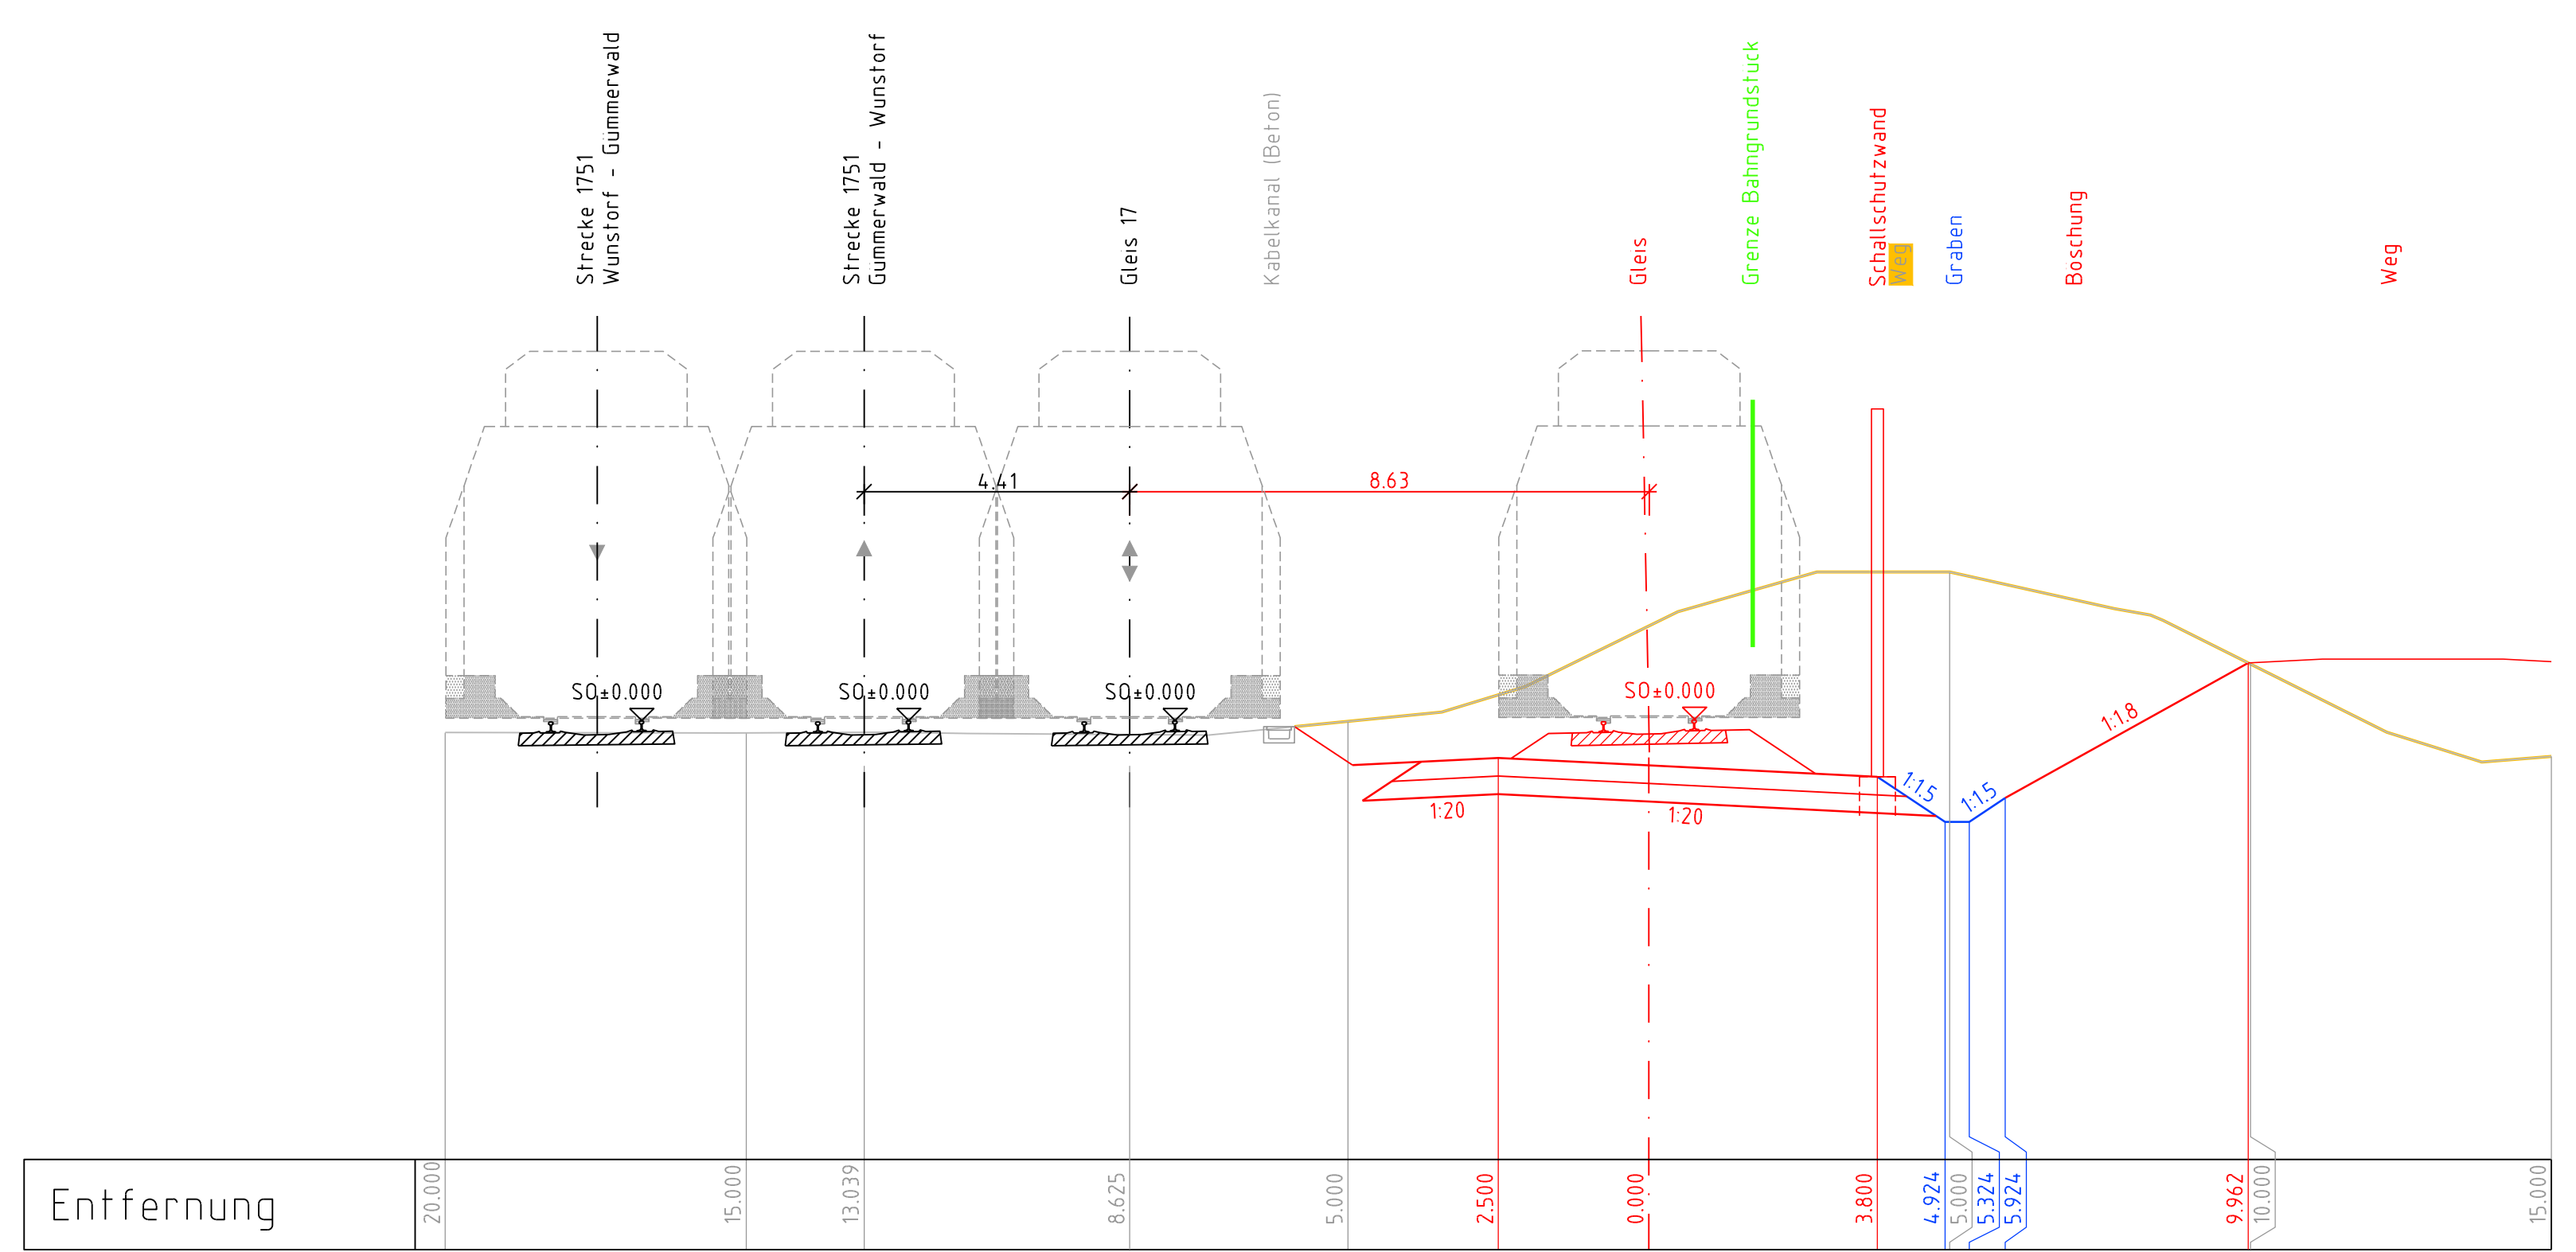 Strecke 1751
Wunstorf - Gümmerwald
Strecke 1751
Gümmerwald - Wunstorf
Gleis 17
Kabelkanal (Beton)
Gleis
Grenze Bahngrundstück
Schallschutzwand
Weg
Graben
Böschung
Weg
4.41
8.63
SO±0.000
SO±0.000
SO±0.000
SO±0.000
1:1.8
1:1.5
1:1.5
1:20
1:20
Entfernung
20.000
15.000
13.039
8.625
5.000
2.500
0.000
3.800
4.924
5.000
5.324
5.924
9.962
10.000
15.000